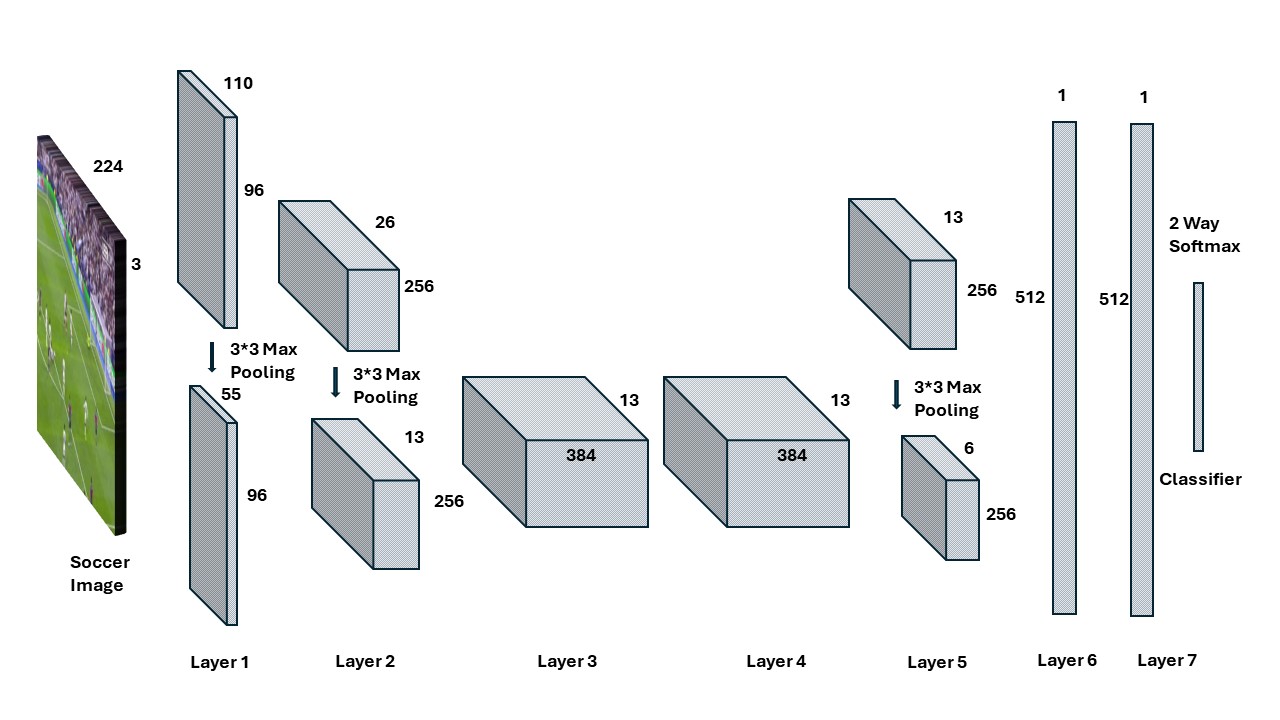 224
3
Soccer
Image
110
96
3*3 Max
Pooling
55
96
Layer 1
26
256
3*3 Max
Pooling
13
256
Layer 2
13
384
Layer 3
13
384
Layer 4
13
256
3*3 Max
Pooling
6
256
Layer 5
1
512
Layer 6
1
512
Layer 7
2 Way
Softmax
Classifier